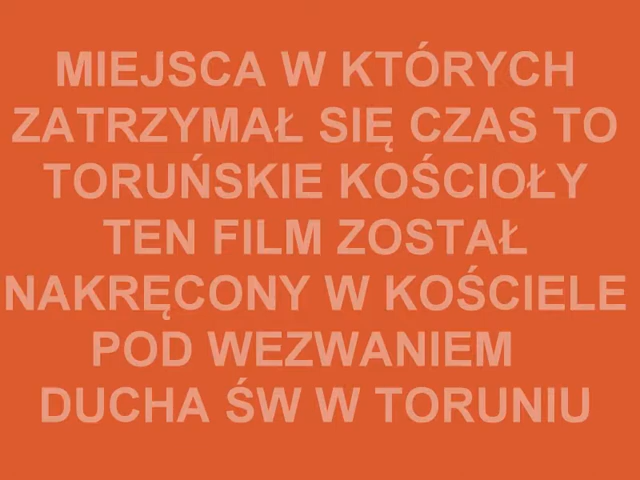 MIEJSCA W KTÓRYCH
ZATRZYMAŁ SIĘ CZAS TO
TORUŃSKIE KOŚCIOŁY
TEN FILM ZOSTAŁ
NAKRĘCONY W KOŚCIELE
POD WEZWANIEM
DUCHA ŚW W TORUNIU